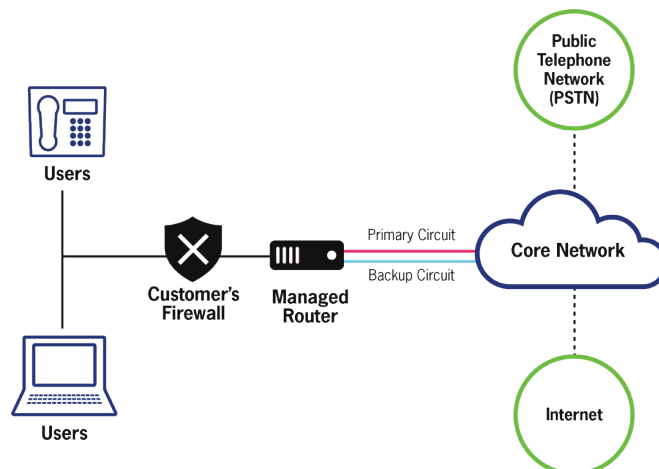 Public
Telephone
Network
(PSTN)
Users
Primary Circuit
Core Network
Backup Circuit
Customer's
Firewall
Managed
Router
Internet
Users